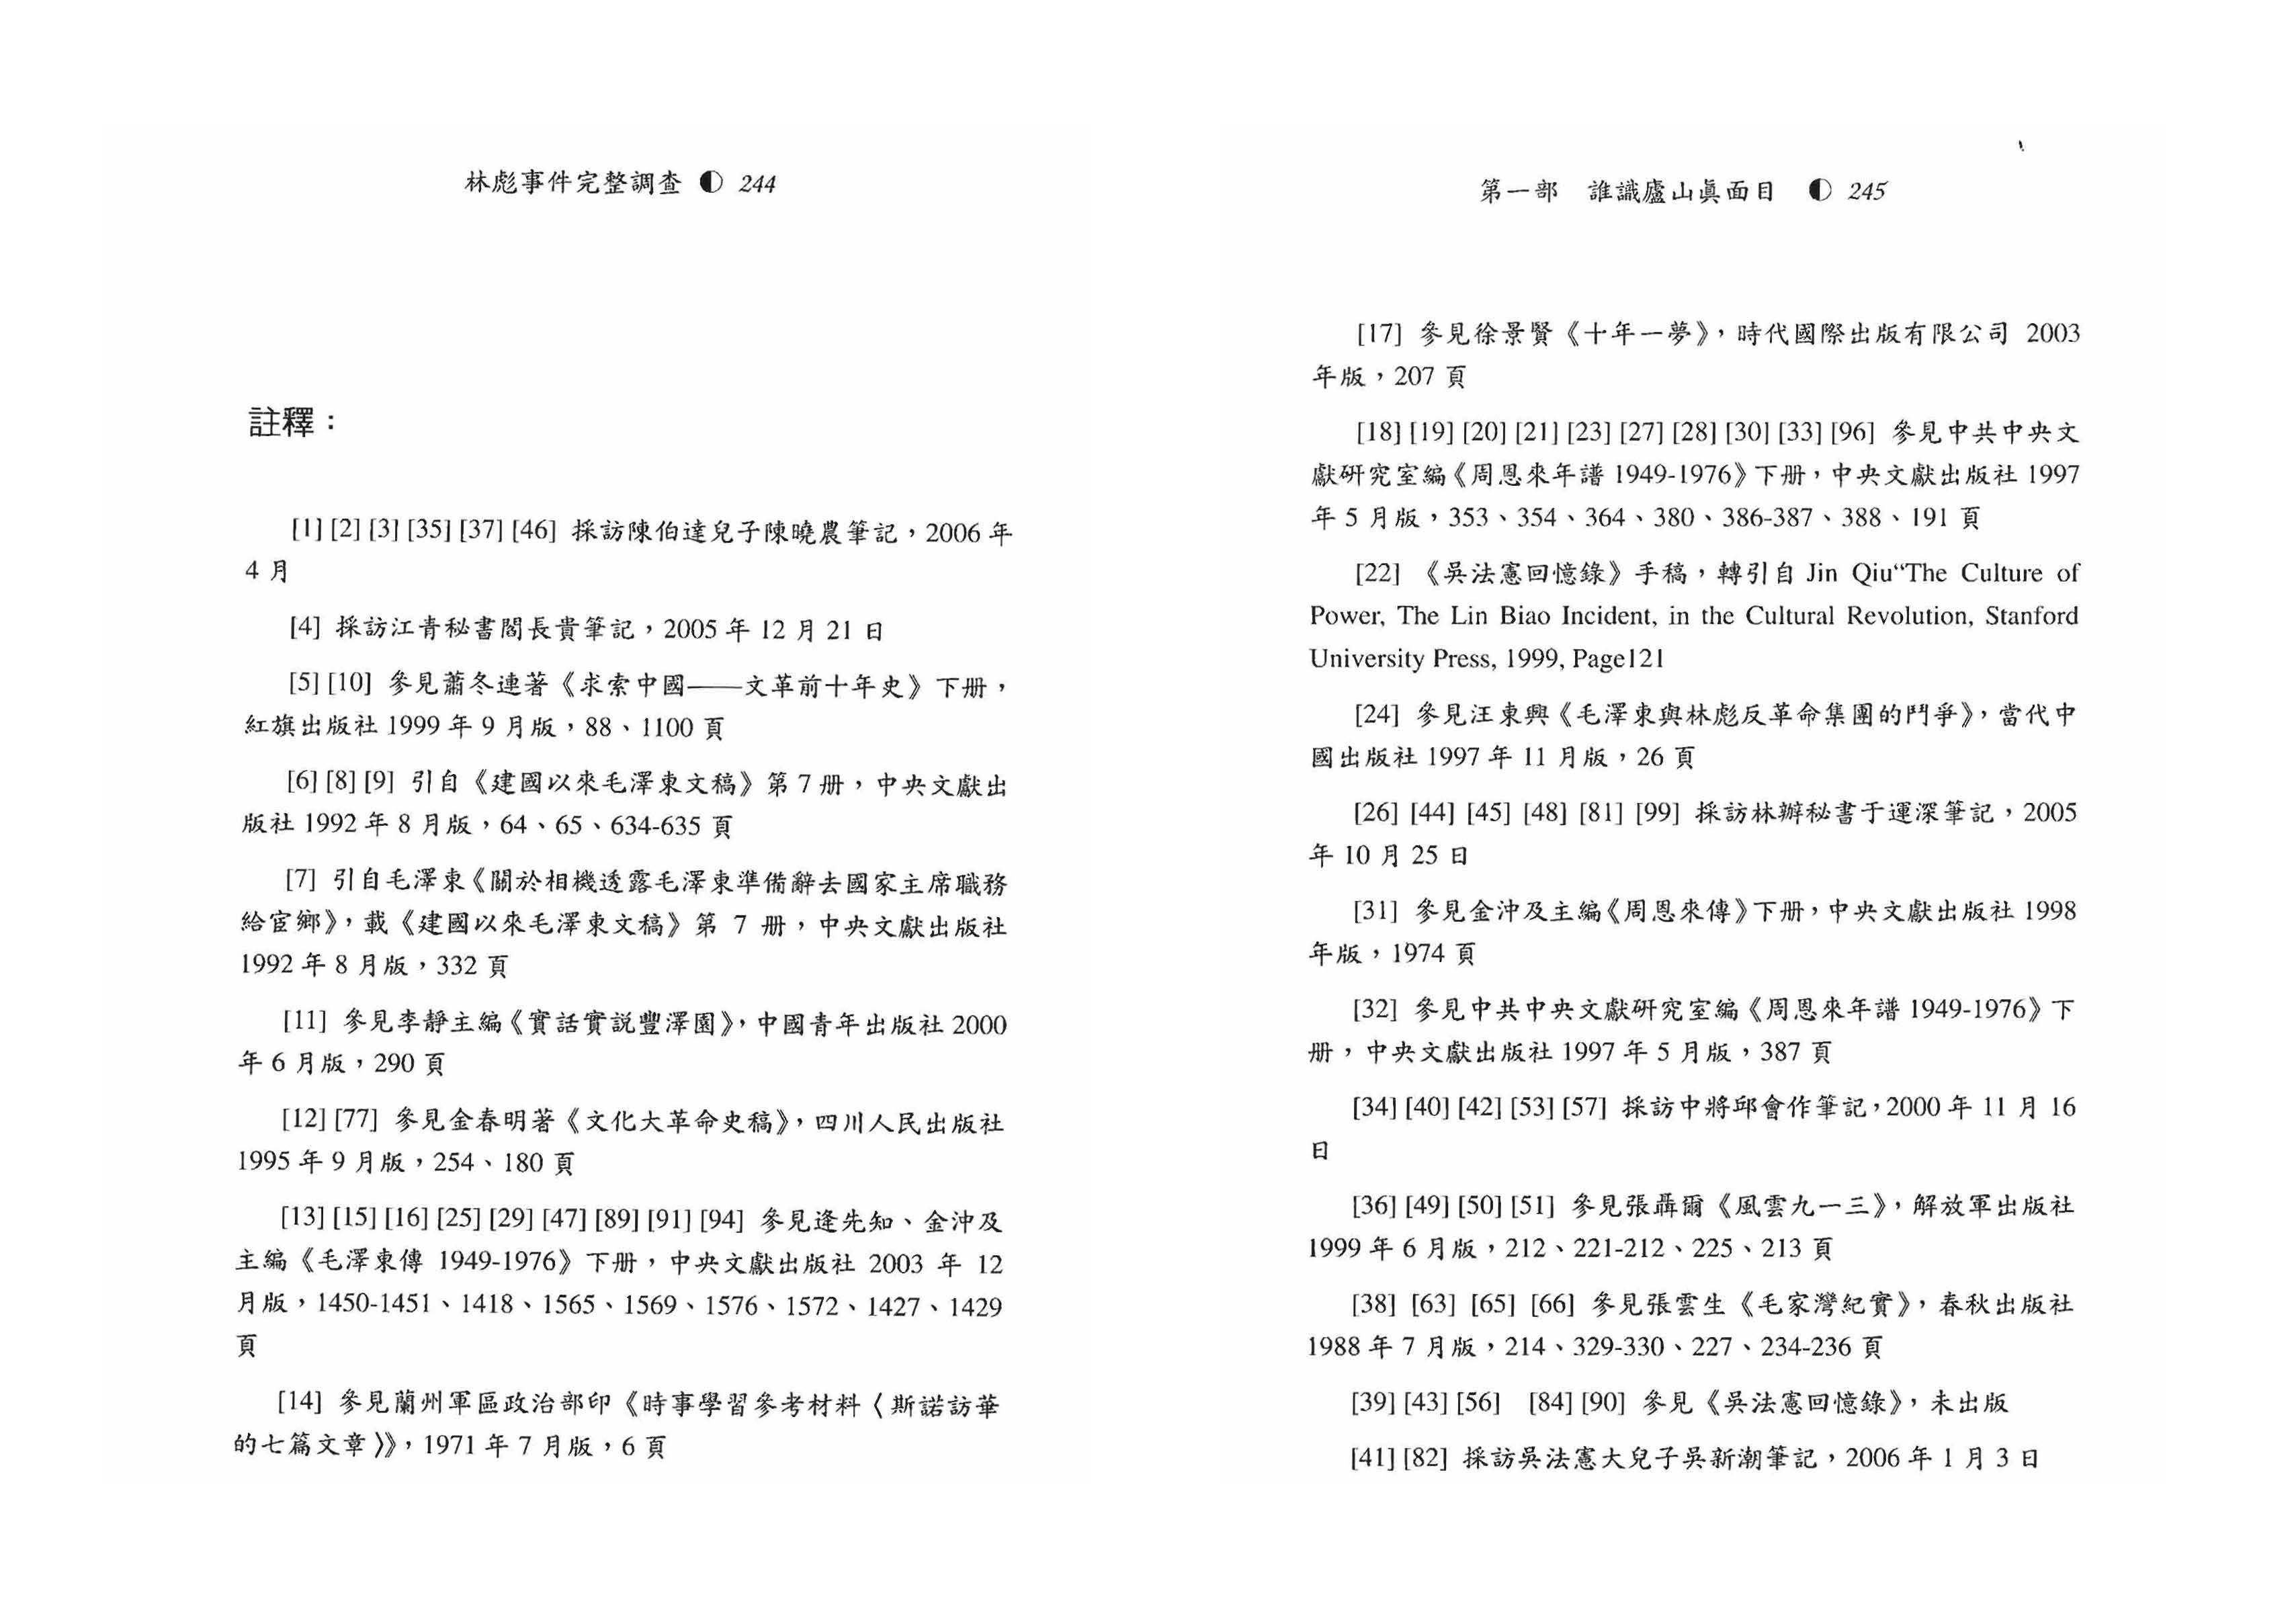 林彪事件完整調查 ◐ 244
註釋：
[1] [2] [3] [35] [37] [46] 採訪陳伯達兒子陳曉農筆記，2006 年
4 月
[4] 採訪江青秘書閻長貴筆記，2005 年 12 月 21 日
[5] [10] 參見蕭冬連著《求索中國——文革前十年史》下册，
紅旗出版社 1999 年 9 月版，88、1100 頁
[6] [8] [9] 引自《建國以來毛澤東文稿》第 7 册，中央文獻出
版社 1992 年 8 月版，64、65、634-635 頁
[7] 引自毛澤東《關於相機透露毛澤東準備辭去國家主席職務
給宦鄉》，載《建國以來毛澤東文稿》第 7 册，中央文獻出版社
1992 年 8 月版，332 頁
[11] 參見李靜主編《實話實說豐澤園》，中國青年出版社 2000
年 6 月版，290 頁
[12] [77] 參見金春明著《文化大革命史稿》，四川人民出版社
1995 年 9 月版，254、180 頁
[13] [15] [16] [25] [29] [47] [89] [91] [94] 參見逄先知、金沖及
主編《毛澤東傳 1949-1976》下册，中央文獻出版社 2003 年 12
月版，1450-1451、1418、1565、1569、1576、1572、1427、1429
頁
[14] 參見蘭州軍區政治部印《時事學習參考材料〈斯諾訪華
的七篇文章〉》，1971 年 7 月版，6 頁
第一部　誰識廬山眞面目 ◐ 245
[17] 參見徐景賢《十年一夢》，時代國際出版有限公司 2003
年版，207 頁
[18] [19] [20] [21] [23] [27] [28] [30] [33] [96] 參見中共中央文
獻研究室編《周恩來年譜 1949-1976》下册，中央文獻出版社 1997
年 5 月版，353、354、364、380、386-387、388、191 頁
[22] 《吳法憲回憶錄》手稿，轉引自 Jin Qiu“The Culture of
Power, The Lin Biao Incident, in the Cultural Revolution, Stanford
University Press, 1999, Page121
[24] 參見汪東興《毛澤東與林彪反革命集團的鬥爭》，當代中
國出版社 1997 年 11 月版，26 頁
[26] [44] [45] [48] [81] [99] 採訪林辦秘書于運深筆記，2005
年 10 月 25 日
[31] 參見金沖及主編《周恩來傳》下册，中央文獻出版社 1998
年版，1974 頁
[32] 參見中共中央文獻研究室編《周恩來年譜 1949-1976》下
册，中央文獻出版社 1997 年 5 月版，387 頁
[34] [40] [42] [53] [57] 採訪中將邱會作筆記，2000 年 11 月 16
日
[36] [49] [50] [51] 參見張聶爾《風雲九一三》，解放軍出版社
1999 年 6 月版，212、221-212、225、213 頁
[38] [63] [65] [66] 參見張雲生《毛家灣紀實》，春秋出版社
1988 年 7 月版，214、329-330、227、234-236 頁
[39] [43] [56] [84] [90] 參見《吳法憲回憶錄》，未出版
[41] [82] 採訪吳法憲大兒子吳新潮筆記，2006 年 1 月 3 日